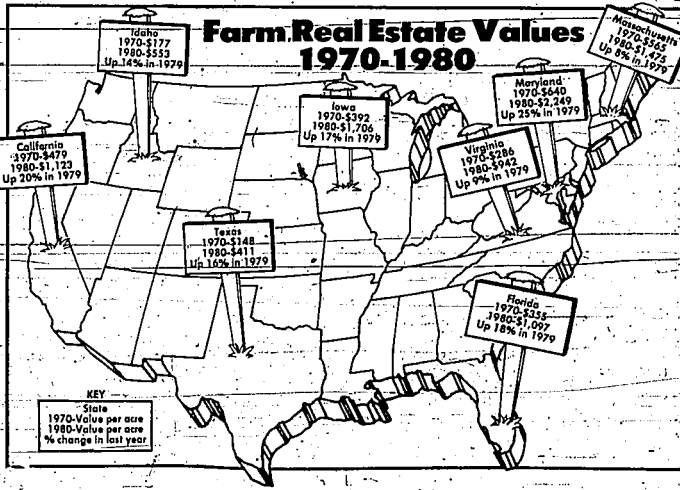 Farm Real Estate Values
1970-1980
Idaho
1970-$177
1980-$553
Up 14% in 1979
Massachusetts
1970-$565
1980-$1,475
Up 8% in 1979
Iowa
1970-$392
1980-$1,706
Up 17% in 1979
Maryland
1970-$640
1980-$2,249
Up 25% in 1979
California
1970-$479
1980-$1,123
Up 20% in 1979
Virginia
1970-$286
1980-$942
Up 9% in 1979
Texas
1970-$148
1980-$411
Up 16% in 1979
Florida
1970-$355
1980-$1,097
Up 18% in 1979
KEY
State
1970-Value per acre
1980-Value per acre
% change in last year